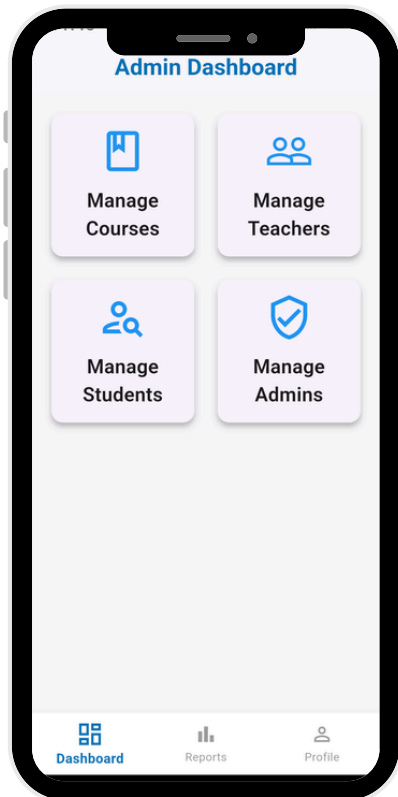 Admin Dashboard
Manage
Courses
Manage
Teachers
Manage
Students
Manage
Admins
Dashboard
Reports
Profile